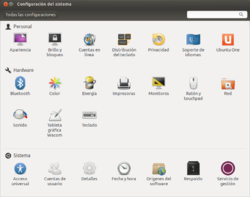 Configuración del sistema
Todas las configuraciones
Personal
Apariencia
Brillo y bloqueo
Cuentas en línea
Distribución del teclado
Privacidad
Soporte de idiomas
Ubuntu One
Hardware
Bluetooth
Color
Energía
Impresoras
Monitores
Ratón y touchpad
Red
Sonido
Tableta gráfica Wacom
Teclado
Sistema
Acceso universal
Cuentas de usuario
Detalles
Fecha y hora
Orígenes del software
Respaldo
Servicio de gestión